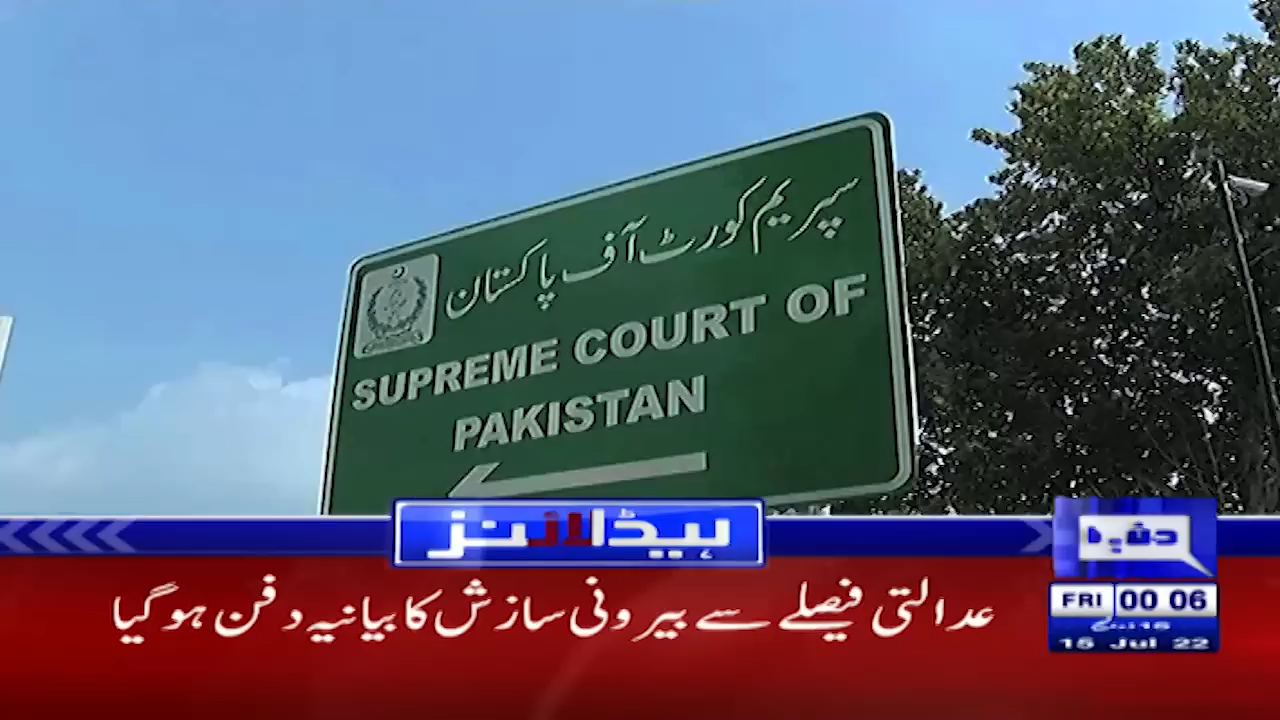 سپریم کورٹ آف پاکستان
SUPREME COURT OF
PAKISTAN
ہیڈلائنز
دنیا
عدالتی فیصلے سے بیرونی سازش کا بیانیہ دفن ہوگیا
FRI 00 06
15 Jul 22